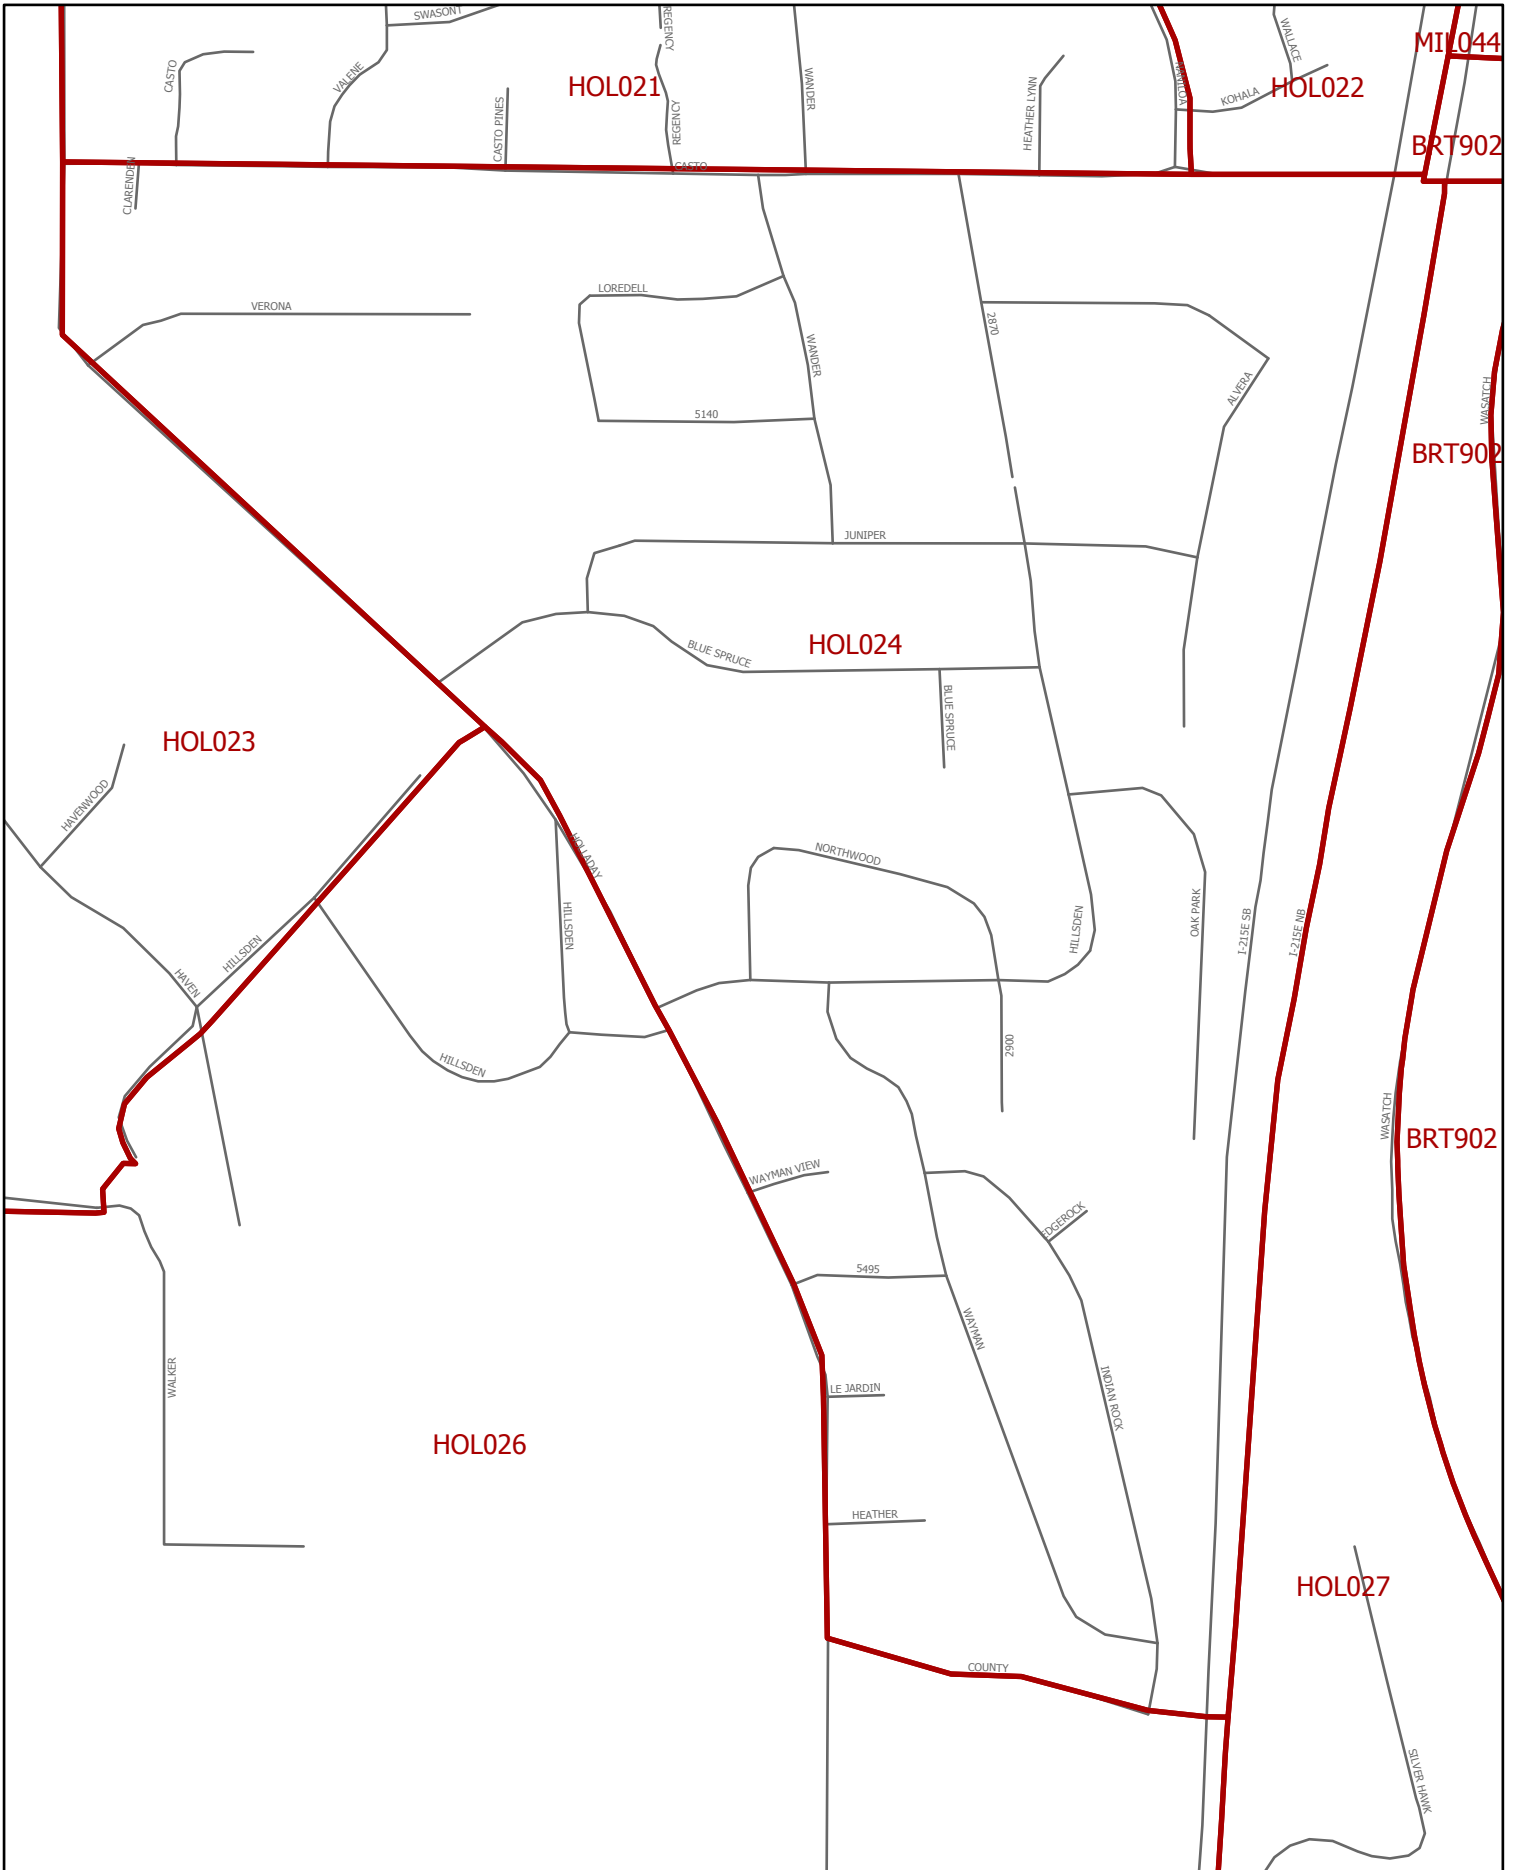 SWASONT
REGENCY
WALLACE
MIL044
CASTO
VALENE
HOL021
WANDER
HEATHER LYNN
HANILOA
KOHALA
HOL022
CASTO PINES
REGENCY
BRT902
CASTO
CLARENDEN
LOREDELL
VERONA
2870
WANDER
ALVERA
WASATCH
5140
BRT902
JUNIPER
BLUE SPRUCE
HOL024
BLUE SPRUCE
HOL023
HAVENWOOD
HOLLADAY
NORTHWOOD
HILLSDEN
HILLSDEN
OAK PARK
I-215E SB
I-215E NB
HILLSDEN
HAVEN
HILLSDEN
2900
WASATCH
BRT902
WAYMAN VIEW
EDGEROCK
5495
WAYMAN
WALKER
LE JARDIN
INDIAN ROCK
HOL026
HEATHER
HOL027
COUNTY
SILVER HAWK